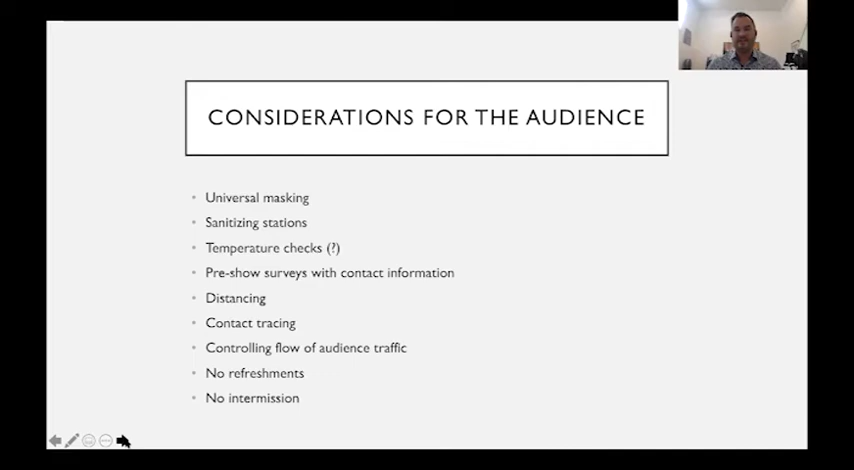 CONSIDERATIONS FOR THE AUDIENCE
• Universal masking
• Sanitizing stations
• Temperature checks (?)
• Pre-show surveys with contact information
• Distancing
• Contact tracing
• Controlling flow of audience traffic
• No refreshments
• No intermission